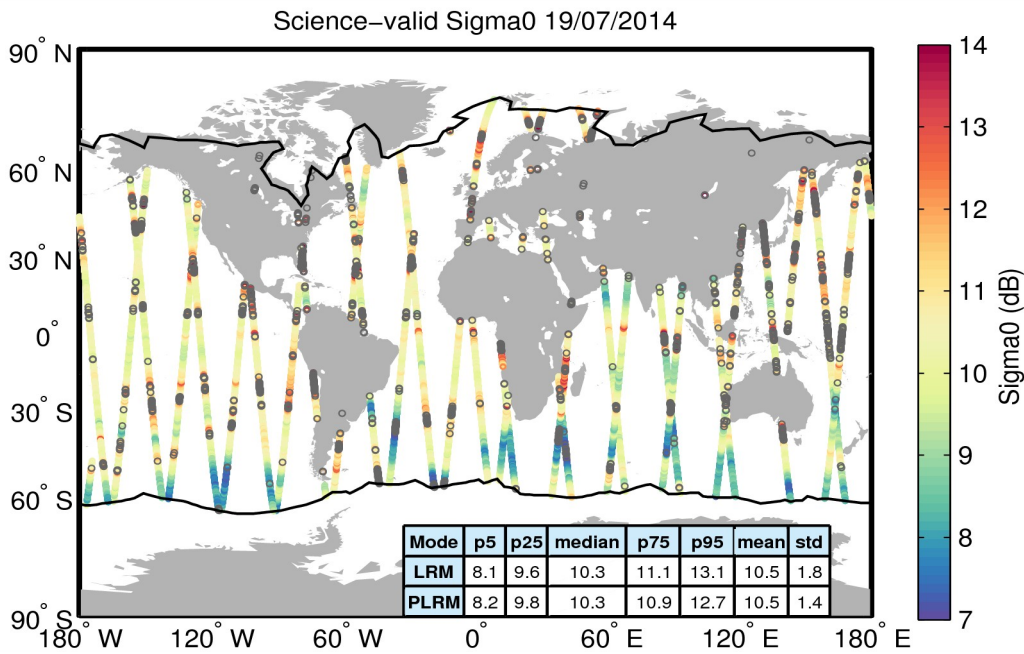 Science−valid Sigma0 19/07/2014
90° N
60° N
30° N
0°
30° S
60° S
90° S
180° W
120° W
60° W
0°
60° E
120° E
180° E
14
13
12
11
10
9
8
7
Sigma0 (dB)
Mode p5 p25 median p75 p95 mean std
LRM 8.1 9.6 10.3 11.1 13.1 10.5 1.8
PLRM 8.2 9.8 10.3 10.9 12.7 10.5 1.4